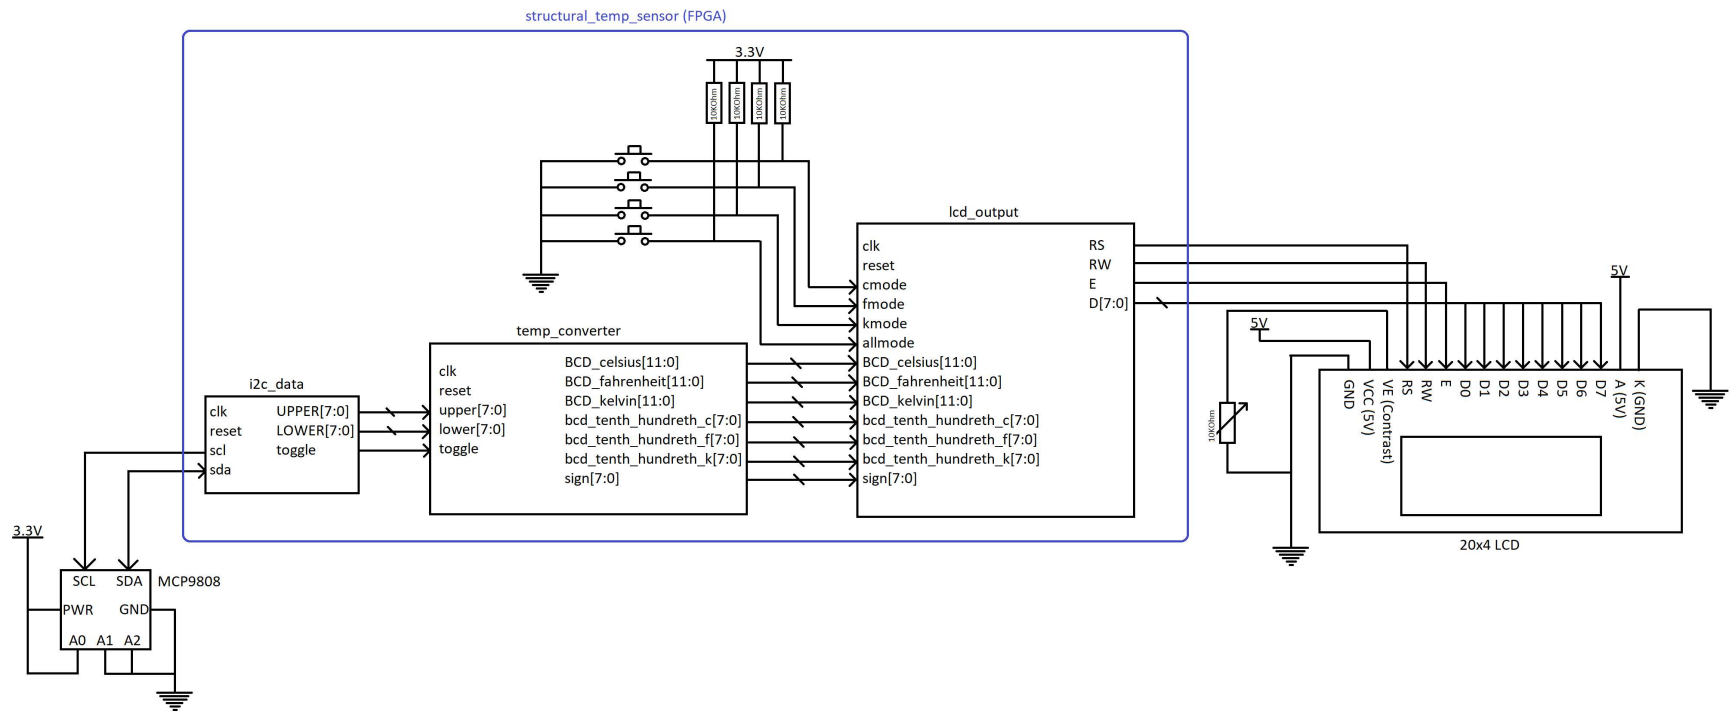 structural_temp_sensor (FPGA)
3.3V
10KOhm
10KOhm
10KOhm
10KOhm
lcd_output
clk
reset
cmode
fmode
kmode
allmode
BCD_celsius[11:0]
BCD_fahrenheit[11:0]
BCD_kelvin[11:0]
bcd_tenth_hundreth_c[7:0]
bcd_tenth_hundreth_f[7:0]
bcd_tenth_hundreth_k[7:0]
sign[7:0]
RS
RW
E
D[7:0]
temp_converter
clk
reset
upper[7:0]
lower[7:0]
toggle
BCD_celsius[11:0]
BCD_fahrenheit[11:0]
BCD_kelvin[11:0]
bcd_tenth_hundreth_c[7:0]
bcd_tenth_hundreth_f[7:0]
bcd_tenth_hundreth_k[7:0]
sign[7:0]
i2c_data
clk
reset
scl
sda
UPPER[7:0]
LOWER[7:0]
toggle
3.3V
SCL
SDA
MCP9808
PWR
GND
A0
A1
A2
5V
5V
10KOhm
GND
VCC (5V)
VE (Contrast)
RS
RW
E
D0
D1
D2
D3
D4
D5
D6
D7
A (5V)
K (GND)
20x4 LCD